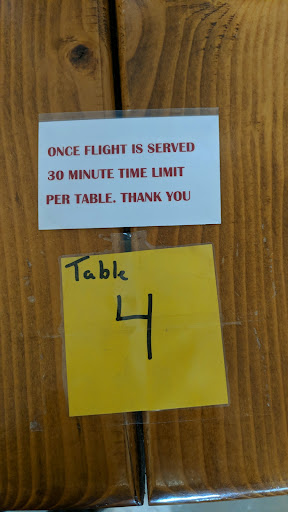 ONCE FLIGHT IS SERVED
30 MINUTE TIME LIMIT
PER TABLE. THANK YOU
Table
4